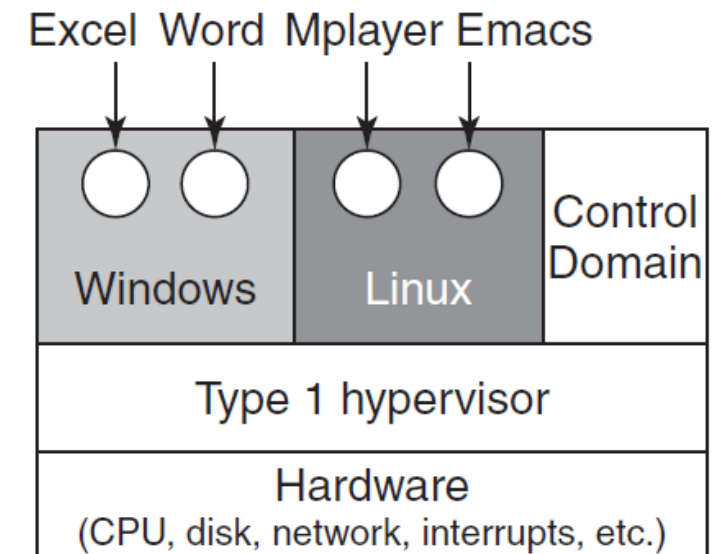 Excel Word Mplayer Emacs
Control
Domain
Windows
Linux
Type 1 hypervisor
Hardware
(CPU, disk, network, interrupts, etc.)